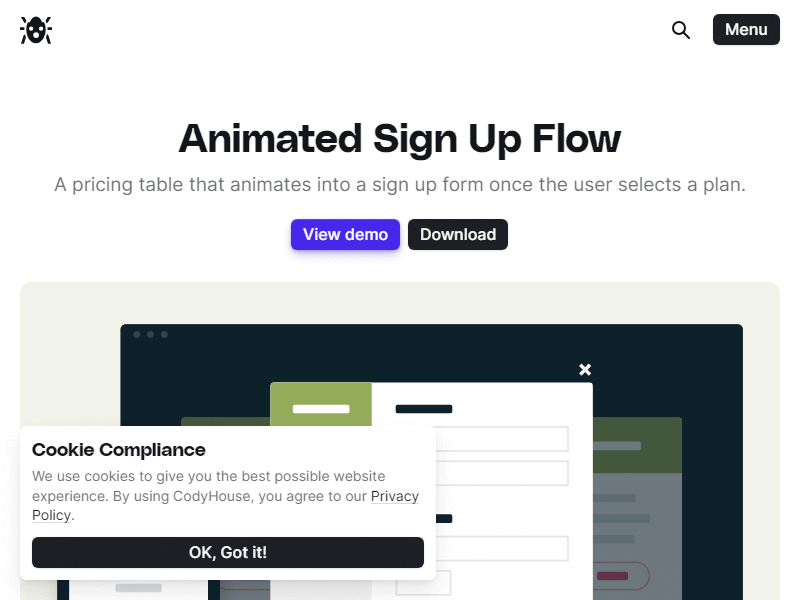 Menu
Animated Sign Up Flow
A pricing table that animates into a sign up form once the user selects a plan.
View demo
Download
Cookie Compliance
We use cookies to give you the best possible website
experience. By using CodyHouse, you agree to our Privacy
Policy.
OK, Got it!